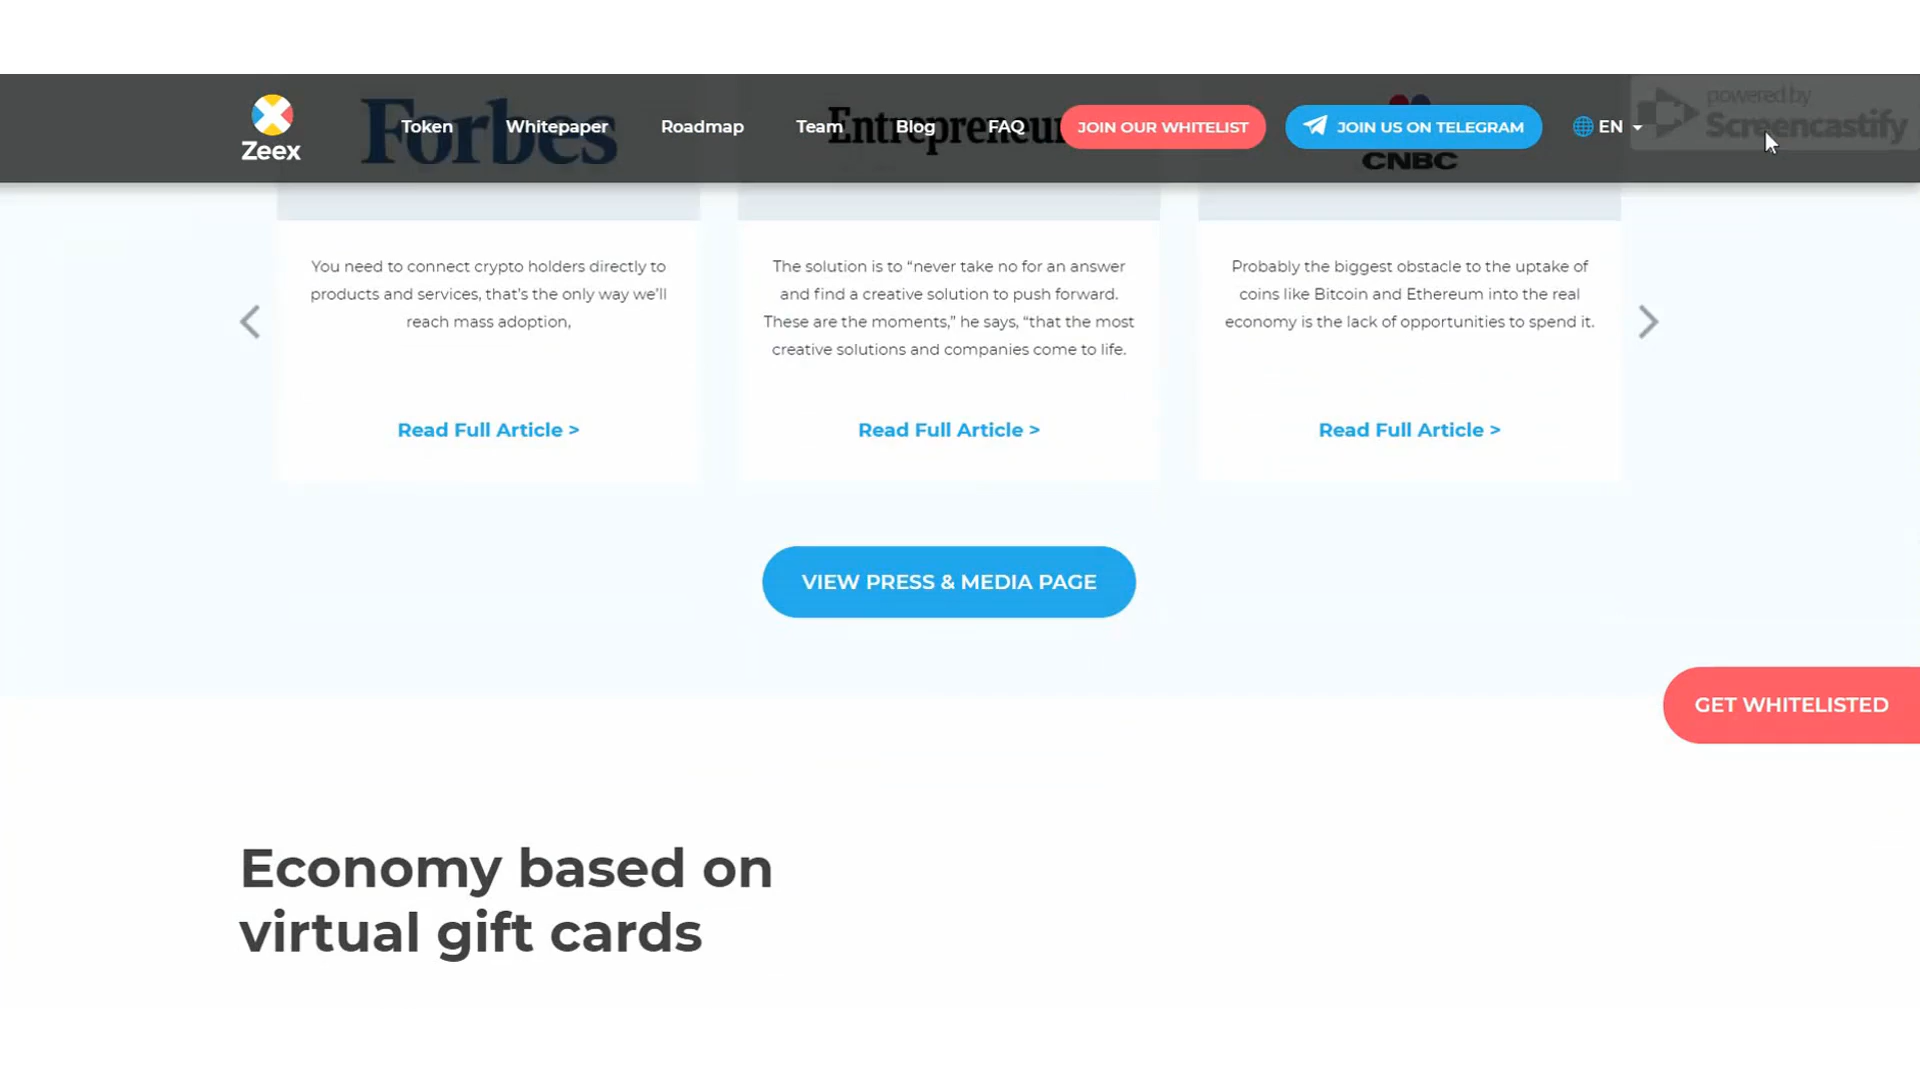 Zeex
Forbes
Token
Whitepaper
Roadmap
Team
Entrepreneur
Blog
FAQ
JOIN OUR WHITELIST
JOIN US ON TELEGRAM
CNBC
EN
powered by
Screencastify
You need to connect crypto holders directly to
products and services, that's the only way we'll
reach mass adoption,
Read Full Article >
The solution is to “never take no for an answer
and find a creative solution to push forward.
These are the moments,” he says, “that the most
creative solutions and companies come to life.
Read Full Article >
Probably the biggest obstacle to the uptake of
coins like Bitcoin and Ethereum into the real
economy is the lack of opportunities to spend it.
Read Full Article >
VIEW PRESS & MEDIA PAGE
GET WHITELISTED
Economy based on
virtual gift cards